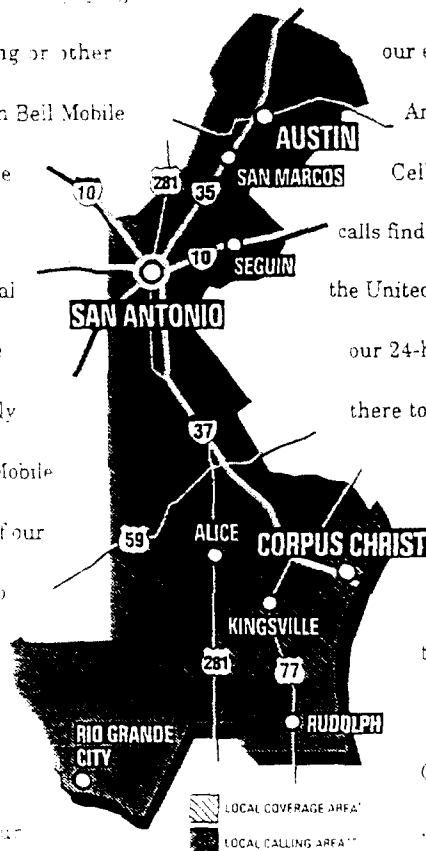 ng or other
our e
n Bell Mobile
AUSTIN
An
SAN MARCOS
Cell
10
281
35
calls find
10
SEGUIN
al
the United
SAN ANTONIO
our 24-h
ly
there to
37
Mobile
f our
59
ALICE
CORPUS CHRIST
KINGSVILLE
281
77
RUDOLPH
RIO GRANDE
CITY
LOCAL COVERAGE AREA*
LOCAL CALLING AREA**